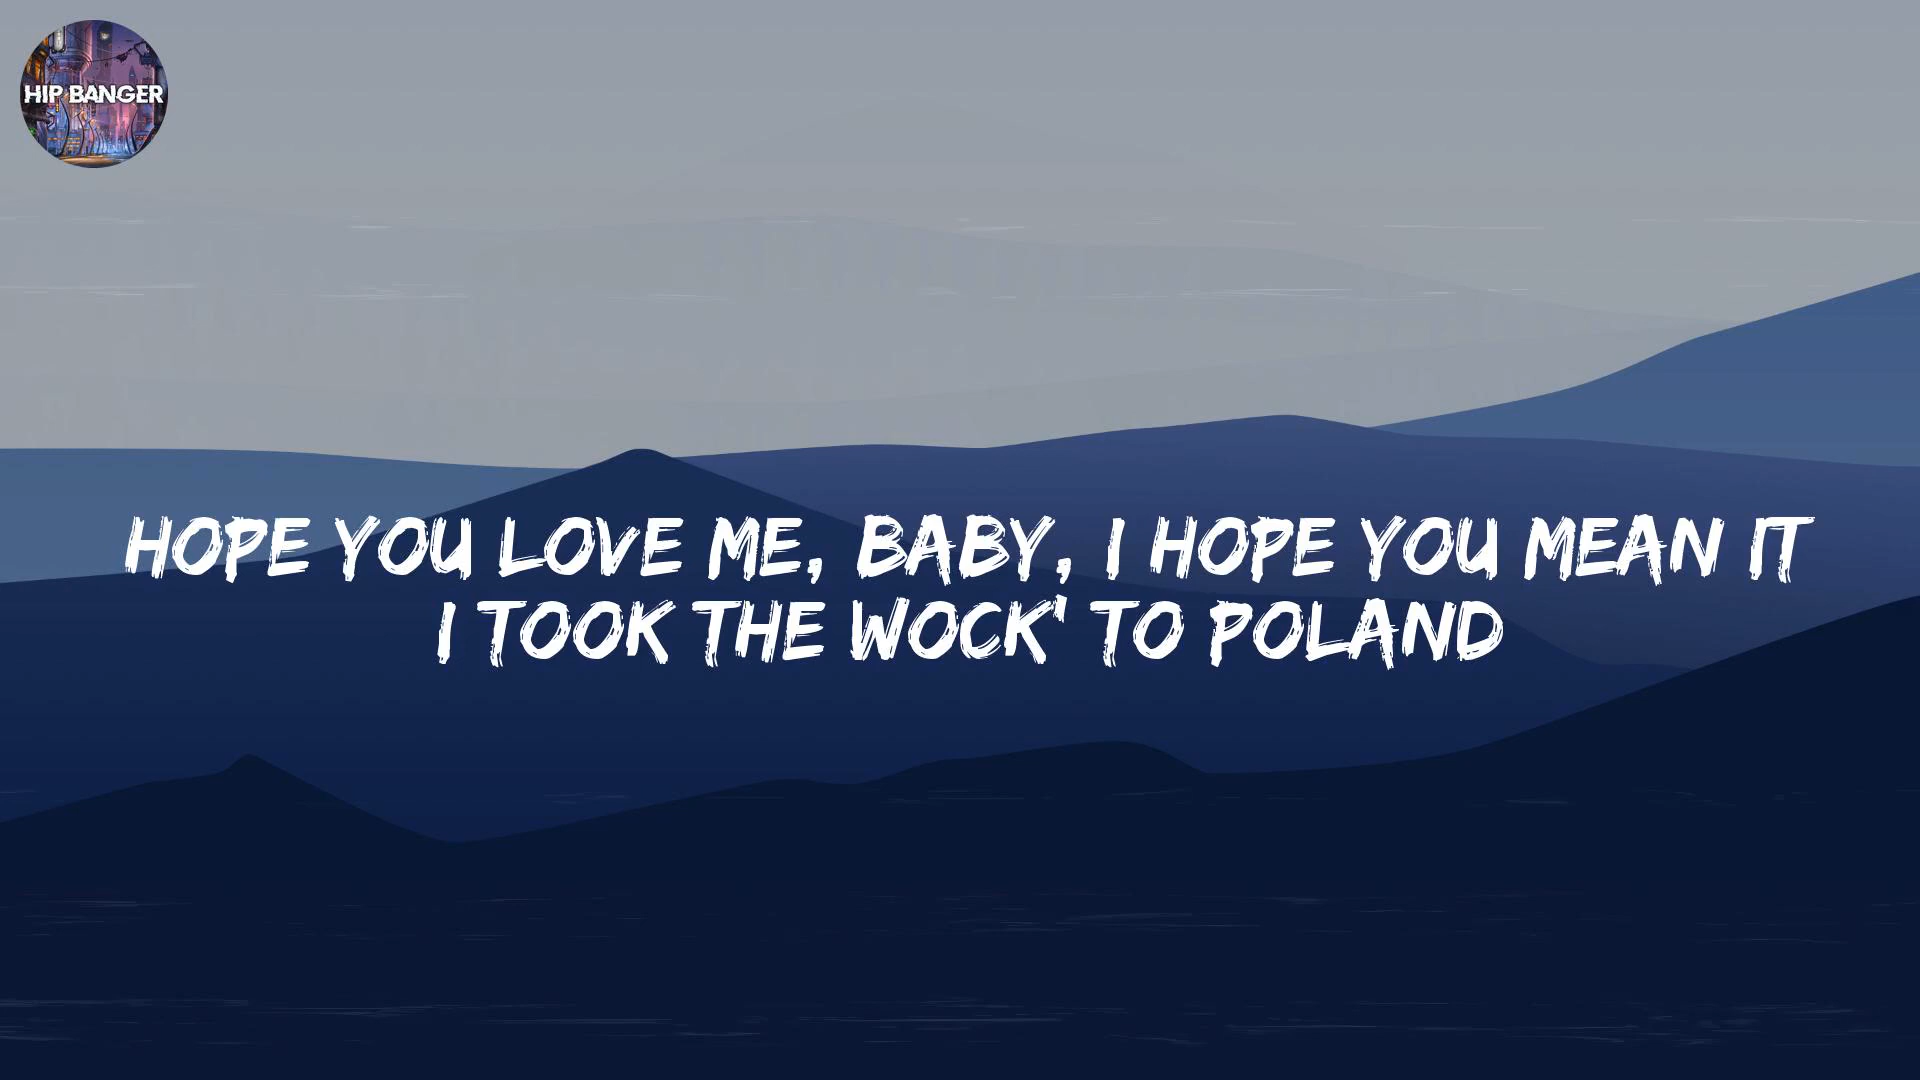 HIP BANGER
HOPE YOU LOVE ME, BABY, I HOPE YOU MEAN IT
I TOOK THE WOCK' TO POLAND